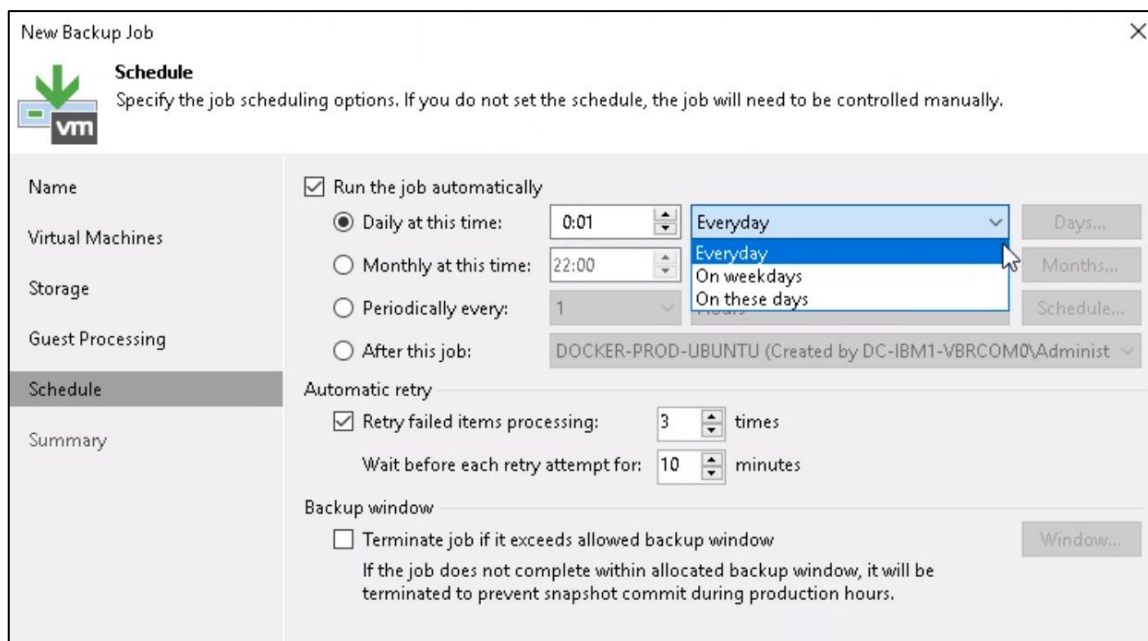 New Backup Job
vm
Schedule
Specify the job scheduling options. If you do not set the schedule, the job will need to be controlled manually.
Name
Virtual Machines
Storage
Guest Processing
Schedule
Summary
Run the job automatically
Daily at this time: 0:01 Everyday Days...
Everyday
On weekdays
On these days
Monthly at this time: 22:00 Months...
Periodically every: 1 Hours Schedule...
After this job: DOCKER-PROD-UBUNTU (Created by DC-IBM1-VBRCOM0\Administ
Automatic retry
Retry failed items processing: 3 times
Wait before each retry attempt for: 10 minutes
Backup window
Terminate job if it exceeds allowed backup window Window...
If the job does not complete within allocated backup window, it will be
terminated to prevent snapshot commit during production hours.